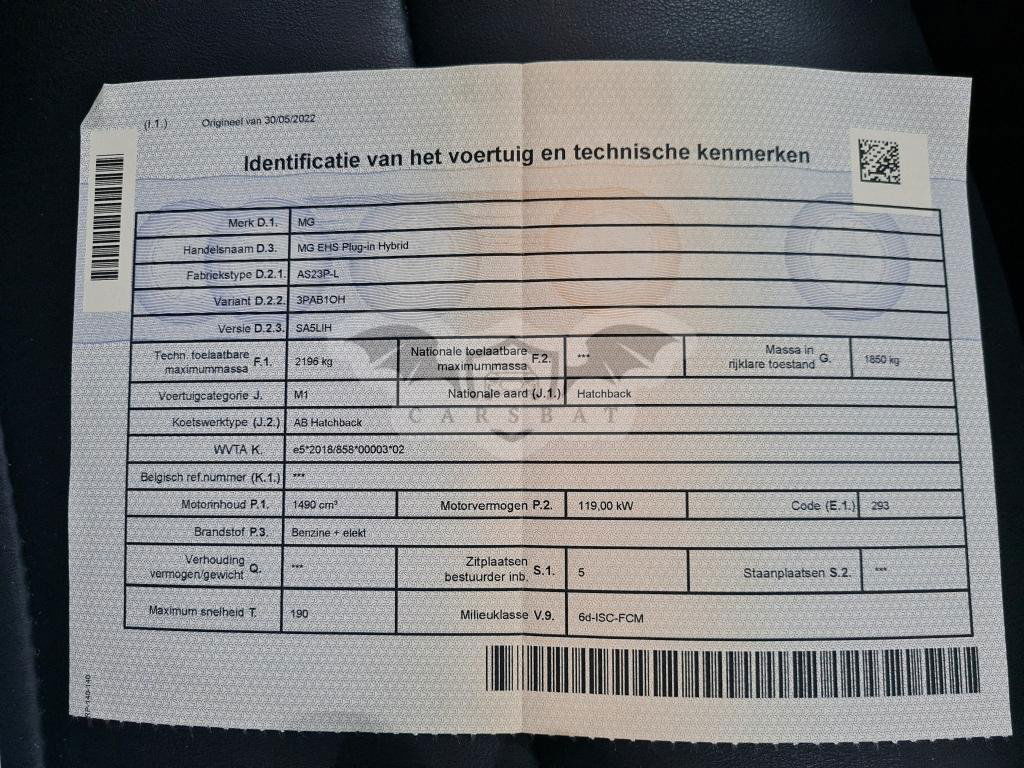 (I.1.) Origineel van 30/05/2022
Identificatie van het voertuig en technische kenmerken
Merk D.1. MG
Handelsnaam D.3. MG EHS Plug-in Hybrid
Fabriekstype D.2.1. AS23P-L
Variant D.2.2. 3PAB1OH
Versie D.2.3. SA5LIH
Techn. toelaatbare maximummassa F.1. 2196 kg Nationale toelaatbare maximummassa F.2. *** Massa in rijklare toestand G. 1850 kg
Voertuigcategorie J. M1 Nationale aard (J.1.) Hatchback
CARSBAT
Koetswerktype (J.2.) AB Hatchback
WVTA K. e5*2018/858*00003*02
Belgisch ref.nummer (K.1.) ***
Motorinhoud P.1. 1490 cm³ Motorvermogen P.2. 119,00 kW Code (E.1.) 293
Brandstof P.3. Benzine + elekt
Verhouding vermogen/gewicht Q. *** Zitplaatsen bestuurder inb. S.1. 5 Staanplaatsen S.2. ***
Maximum snelheid T. 190 Milieuklasse V.9. 6d-ISC-FCM